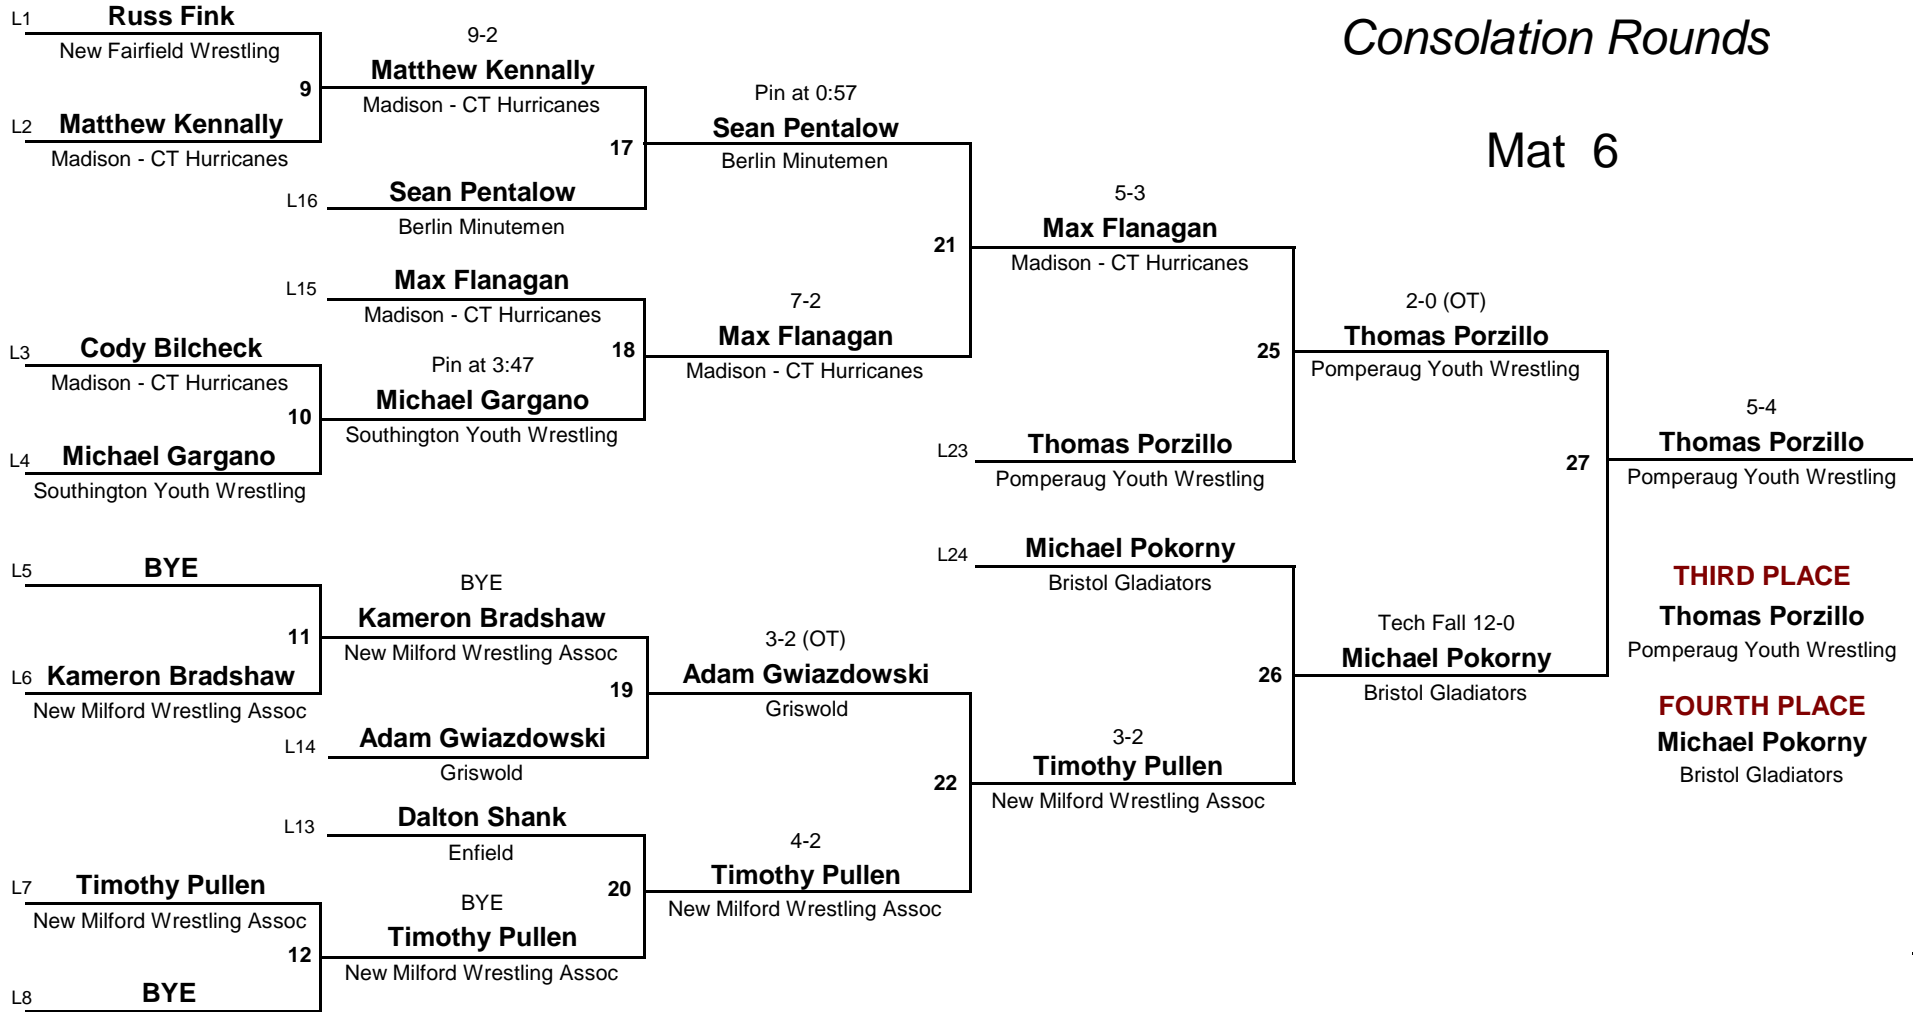 Consolation Rounds
Mat 6
L1 Russ Fink
New Fairfield Wrestling
9
L2 Matthew Kennally
Madison - CT Hurricanes
9-2
Matthew Kennally
Madison - CT Hurricanes
17
L16 Sean Pentalow
Berlin Minutemen
Pin at 0:57
Sean Pentalow
Berlin Minutemen
L15 Max Flanagan
Madison - CT Hurricanes
18
L3 Cody Bilcheck
Madison - CT Hurricanes
10
L4 Michael Gargano
Southington Youth Wrestling
Pin at 3:47
Michael Gargano
Southington Youth Wrestling
7-2
Max Flanagan
Madison - CT Hurricanes
21
5-3
Max Flanagan
Madison - CT Hurricanes
25
L23 Thomas Porzillo
Pomperaug Youth Wrestling
2-0 (OT)
Thomas Porzillo
Pomperaug Youth Wrestling
27
5-4
Thomas Porzillo
Pomperaug Youth Wrestling
L5 BYE
11
L6 Kameron Bradshaw
New Milford Wrestling Assoc
BYE
Kameron Bradshaw
New Milford Wrestling Assoc
19
L14 Adam Gwiazdowski
Griswold
3-2 (OT)
Adam Gwiazdowski
Griswold
22
L13 Dalton Shank
Enfield
20
L7 Timothy Pullen
New Milford Wrestling Assoc
12
L8 BYE
BYE
Timothy Pullen
New Milford Wrestling Assoc
4-2
Timothy Pullen
New Milford Wrestling Assoc
L24 Michael Pokorny
Bristol Gladiators
26
3-2
Timothy Pullen
New Milford Wrestling Assoc
Tech Fall 12-0
Michael Pokorny
Bristol Gladiators
THIRD PLACE
Thomas Porzillo
Pomperaug Youth Wrestling
FOURTH PLACE
Michael Pokorny
Bristol Gladiators